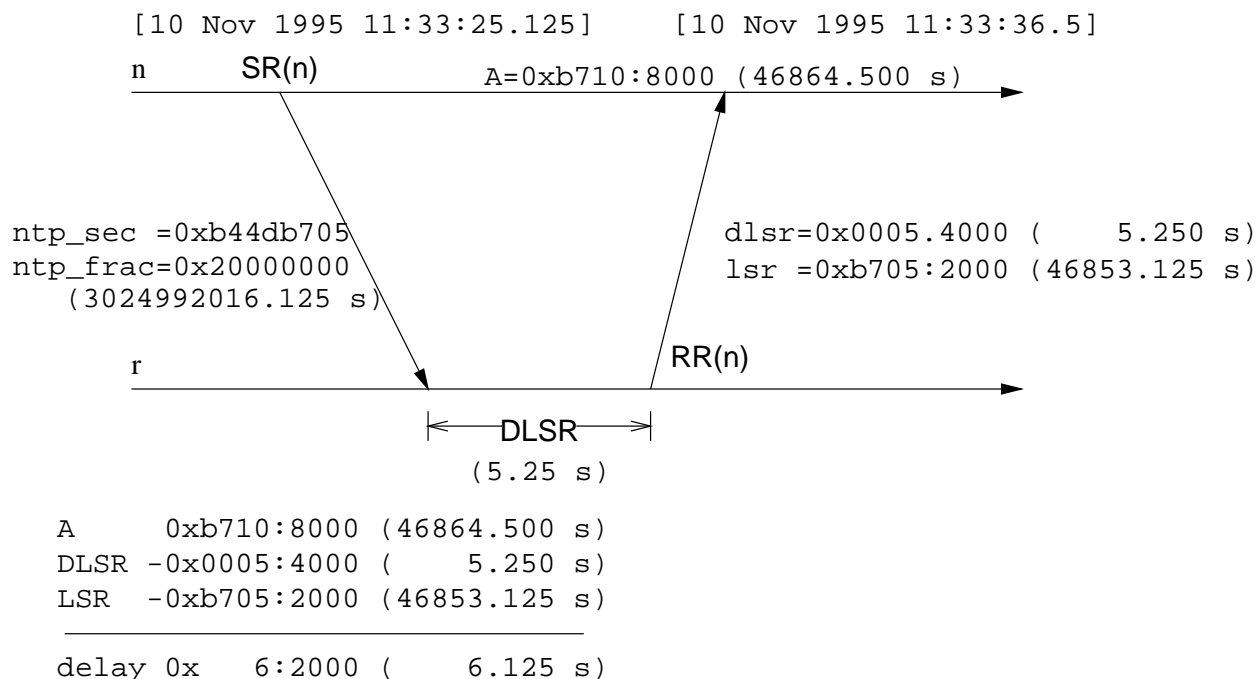 [10 Nov 1995 11:33:25.125]     [10 Nov 1995 11:33:36.5]
n     SR(n)     A=0xb710:8000 (46864.500 s)
ntp_sec =0xb44db705     dlsr=0x0005.4000 (    5.250 s)
ntp_frac=0x20000000     lsr =0xb705:2000 (46853.125 s)
(3024992016.125 s)
r     RR(n)
DLSR
(5.25 s)
A     0xb710:8000 (46864.500 s)
DLSR -0x0005:4000 (    5.250 s)
LSR  -0xb705:2000 (46853.125 s)
delay 0x   6:2000 (    6.125 s)